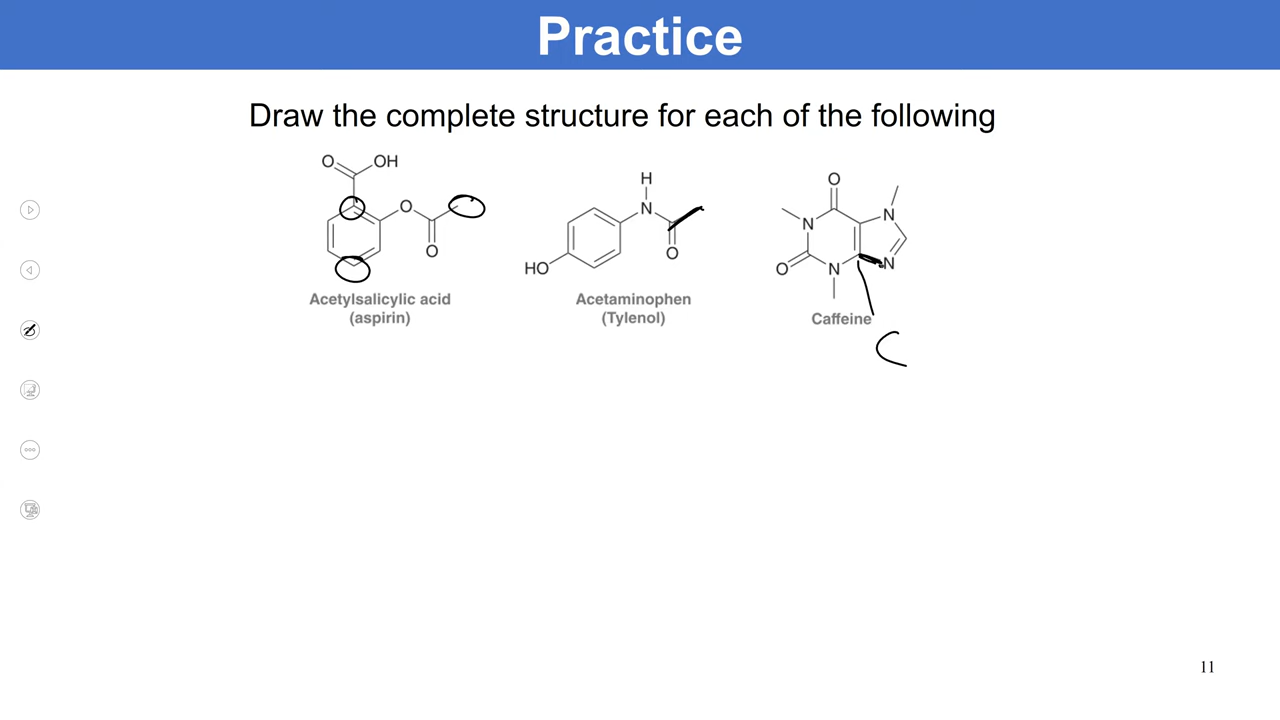 Practice
Draw the complete structure for each of the following
O
OH
O
O
Acetylsalicylic acid
(aspirin)
H
N
O
HO
Acetaminophen
(Tylenol)
O
N
N
O
N
N
Caffeine
C
11